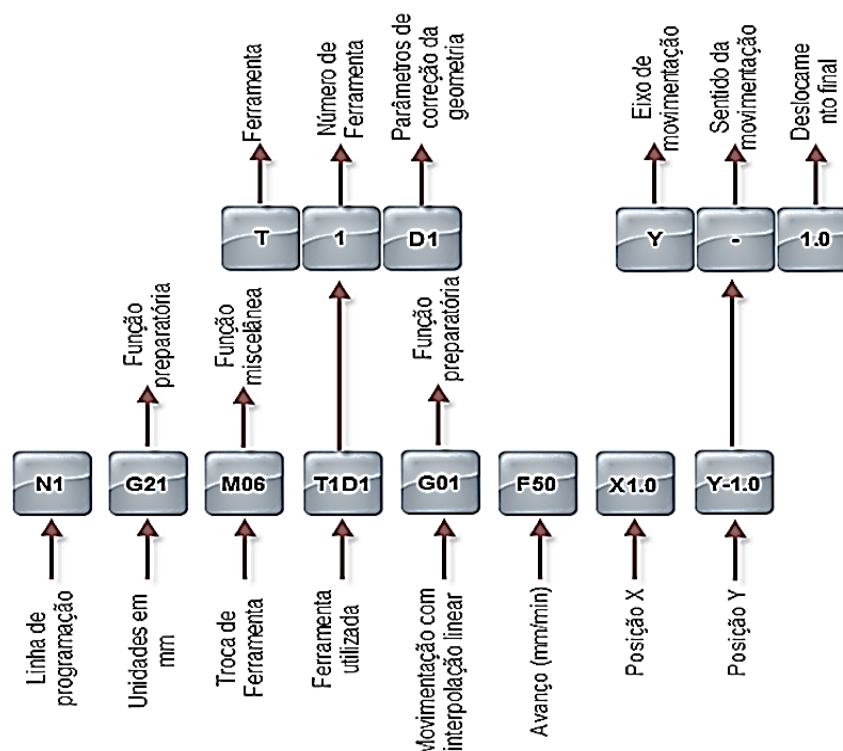 Ferramenta
Número de
Ferramenta
Parâmetros de
correção da
geometria
Eixo de
movimentação
Sentido da
movimentação
Deslocame
nto final
T
1
D1
Y
-
1.0
Função
preparatória
Função
miscelânea
Função
preparatória
N1
G21
M06
T1D1
G01
F50
X1.0
Y-1.0
Linha de
programação
Unidades em
mm
Troca de
Ferramenta
Ferramenta
utilizada
Movimentação com
interpolação linear
Avanço (mm/min)
Posição X
Posição Y